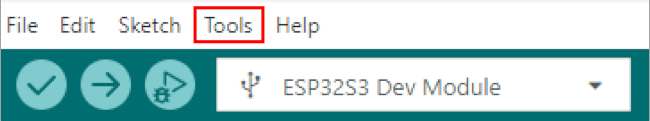 File Edit Sketch Tools Help
ESP32S3 Dev Module